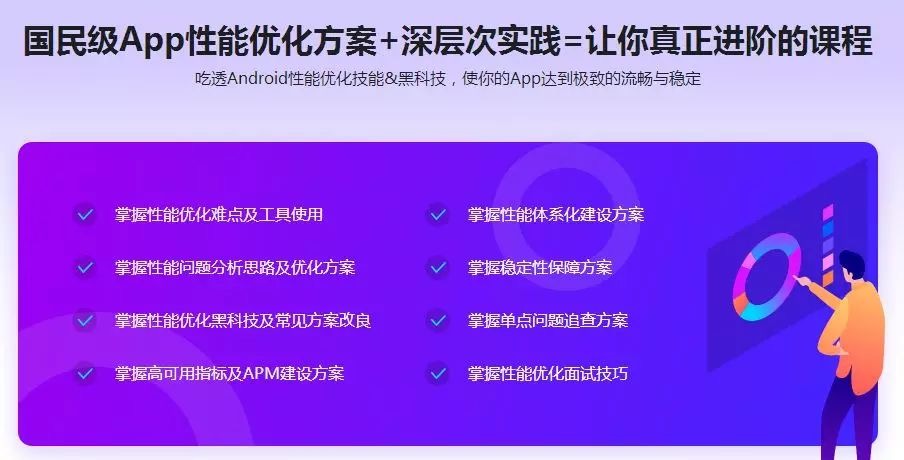 国民级App性能优化方案+深层次实践=让你真正进阶的课程
吃透Android性能优化技能&黑科技，使你的App达到极致的流畅与稳定
掌握性能优化难点及工具使用
掌握性能体系化建设方案
掌握性能问题分析思路及优化方案
掌握稳定性保障方案
掌握性能优化黑科技及常见方案改良
掌握单点问题追查方案
掌握高可用指标及APM建设方案
掌握性能优化面试技巧